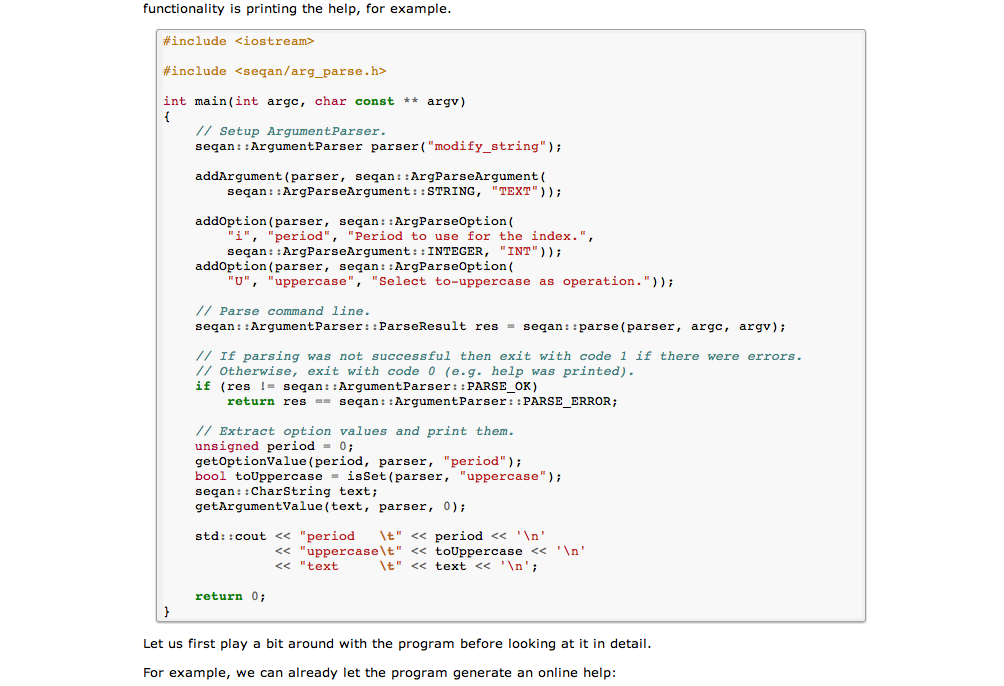 functionality is printing the help, for example.
#include <iostream>
#include <seqan/arg_parse.h>
int main(int argc, char const ** argv)
{
    // Setup ArgumentParser.
    seqan::ArgumentParser parser("modify_string");
    addArgument(parser, seqan::ArgParseArgument(
        seqan::ArgParseArgument::STRING, "TEXT"));
    addOption(parser, seqan::ArgParseOption(
        "i", "period", "Period to use for the index.",
        seqan::ArgParseArgument::INTEGER, "INT"));
    addOption(parser, seqan::ArgParseOption(
        "U", "uppercase", "Select to-uppercase as operation."));
    // Parse command line.
    seqan::ArgumentParser::ParseResult res = seqan::parse(parser, argc, argv);
    // If parsing was not successful then exit with code 1 if there were errors.
    // Otherwise, exit with code 0 (e.g. help was printed).
    if (res != seqan::ArgumentParser::PARSE_OK)
        return res == seqan::ArgumentParser::PARSE_ERROR;
    // Extract option values and print them.
    unsigned period = 0;
    getOptionValue(period, parser, "period");
    bool toUppercase = isSet(parser, "uppercase");
    seqan::CharString text;
    getArgumentValue(text, parser, 0);
    std::cout << "period   \t" << period << '\n'
              << "uppercase\t" << toUppercase << '\n'
              << "text     \t" << text << '\n';
    return 0;
}
Let us first play a bit around with the program before looking at it in detail.
For example, we can already let the program generate an online help: